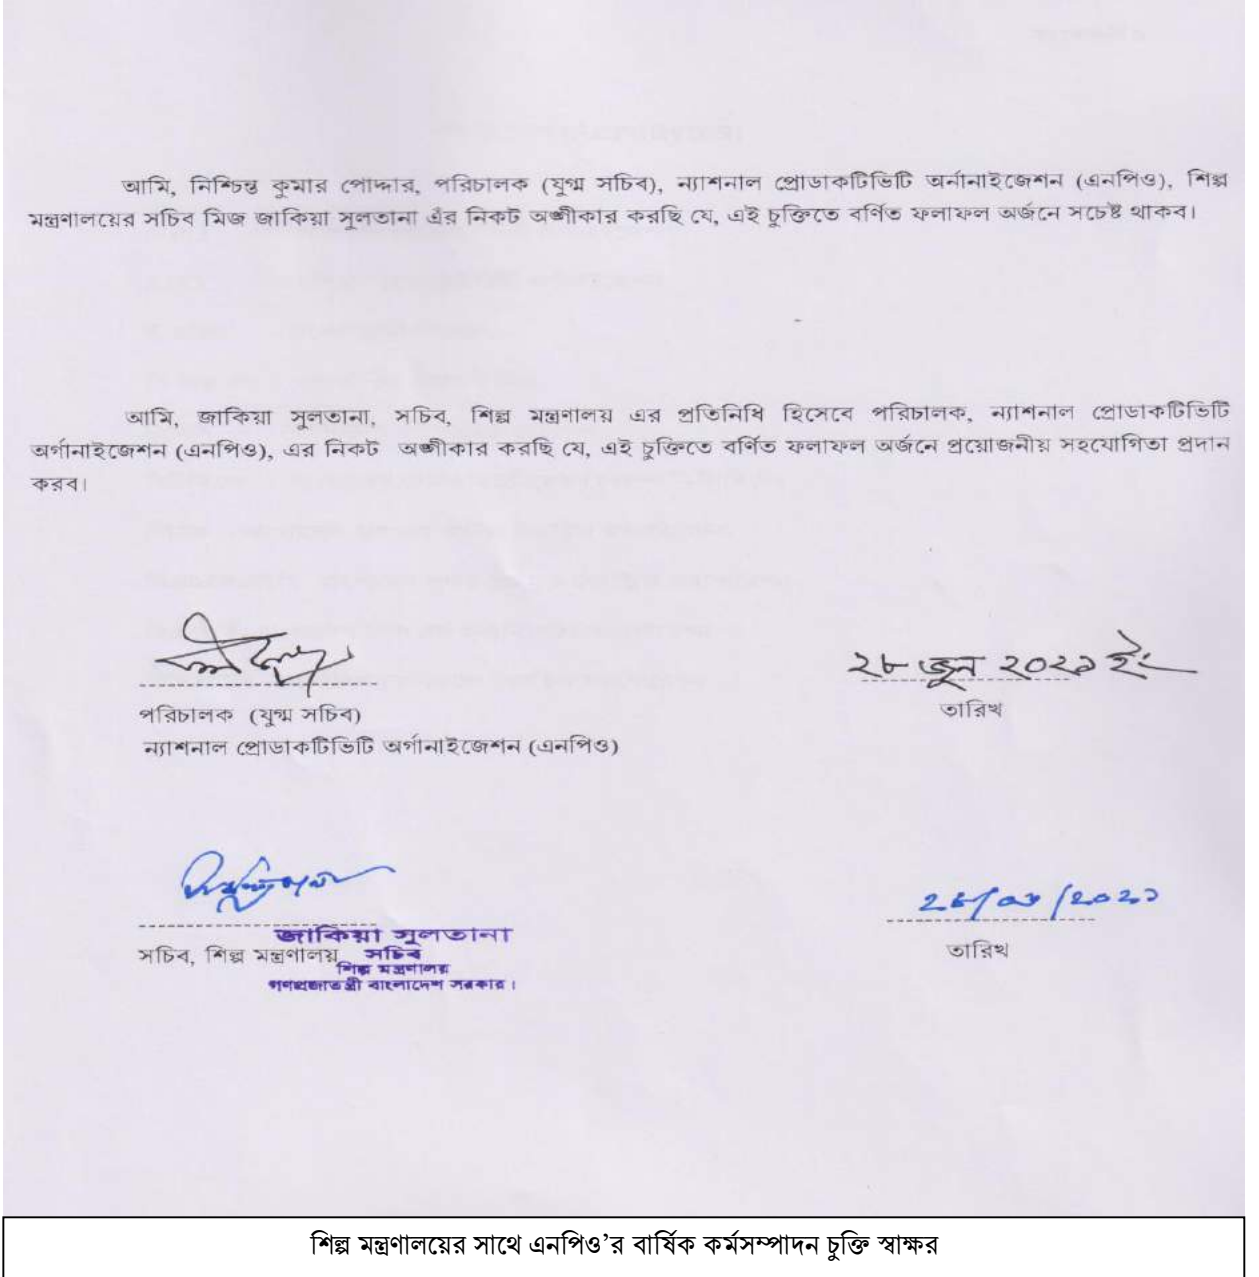 আমি, নিশ্চিন্ত কুমার পোদ্দার, পরিচালক (যুগ্ম সচিব), ন্যাশনাল প্রোডাকটিভিটি অর্নানাইজেশন (এনপিও), শিল্প
মন্ত্রণালয়ের সচিব মিজ জাকিয়া সুলতানা এঁর নিকট অঙ্গীকার করছি যে, এই চুক্তিতে বর্ণিত ফলাফল অর্জনে সচেষ্ট থাকব।
আমি, জাকিয়া সুলতানা, সচিব, শিল্প মন্ত্রণালয় এর প্রতিনিধি হিসেবে পরিচালক, ন্যাশনাল প্রোডাকটিভিটি
অর্গানাইজেশন (এনপিও), এর নিকট অঙ্গীকার করছি যে, এই চুক্তিতে বর্ণিত ফলাফল অর্জনে প্রয়োজনীয় সহযোগিতা প্রদান
করব।
২৮ জুন ২০২১ ইং
পরিচালক (যুগ্ম সচিব)
তারিখ
ন্যাশনাল প্রোডাকটিভিটি অর্গানাইজেশন (এনপিও)
জাকিয়া সুলতানা
সচিব, শিল্প মন্ত্রণালয় সচিব
তারিখ
শিল্প মন্ত্রণালয়
গণপ্রজাতন্ত্রী বাংলাদেশ সরকার।
শিল্প মন্ত্রণালয়ের সাথে এনপিও’র বার্ষিক কর্মসম্পাদন চুক্তি স্বাক্ষর